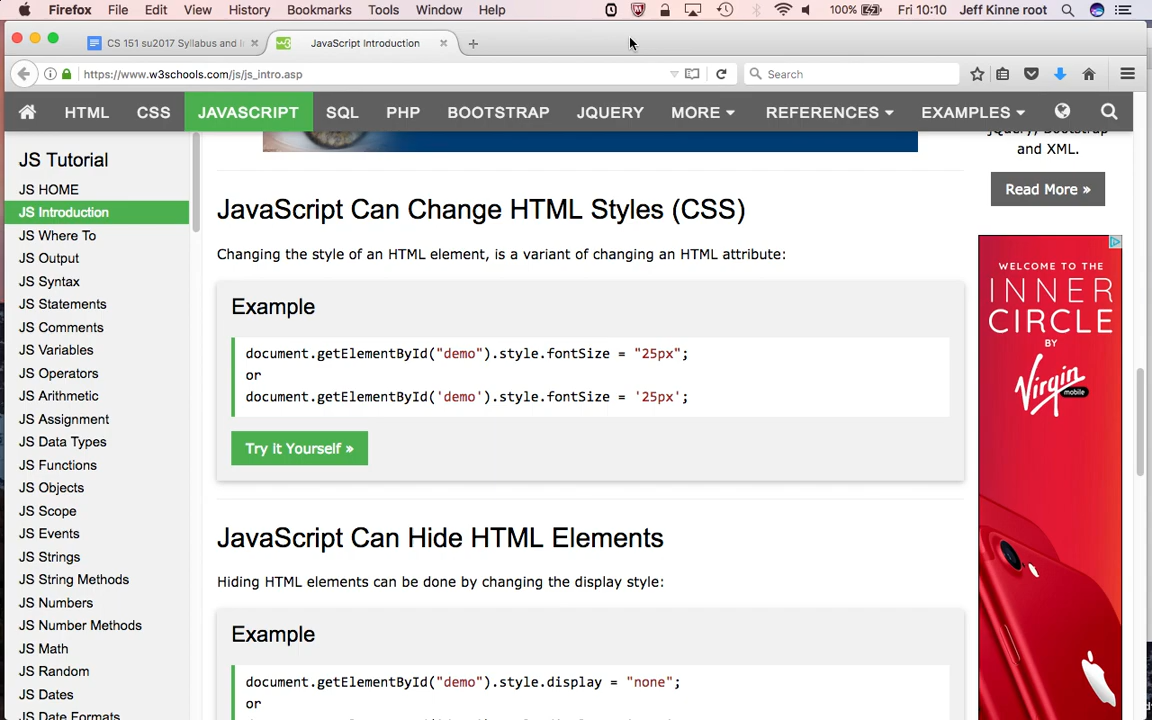 Firefox File Edit View History Bookmarks Tools Window Help 100% Fri 10:10 Jeff Kinne root
CS 151 su2017 Syllabus and I
JavaScript Introduction
https://www.w3schools.com/js/js_intro.asp
Search
HTML CSS JAVASCRIPT SQL PHP BOOTSTRAP JQUERY MORE REFERENCES EXAMPLES
JS Tutorial
JS HOME
JS Introduction
JS Where To
JS Output
JS Syntax
JS Statements
JS Comments
JS Variables
JS Operators
JS Arithmetic
JS Assignment
JS Data Types
JS Functions
JS Objects
JS Scope
JS Events
JS Strings
JS String Methods
JS Numbers
JS Number Methods
JS Math
JS Random
JS Dates
JS Date Formats
JavaScript Can Change HTML Styles (CSS)
Changing the style of an HTML element, is a variant of changing an HTML attribute:
Example
document.getElementById("demo").style.fontSize = "25px";
or
document.getElementById('demo').style.fontSize = '25px';
Try it Yourself »
JavaScript Can Hide HTML Elements
Hiding HTML elements can be done by changing the display style:
Example
document.getElementById("demo").style.display = "none";
or
jQuery, Bootstrap
and XML.
Read More »
WELCOME TO THE
INNER
CIRCLE
BY
Virgin
mobile